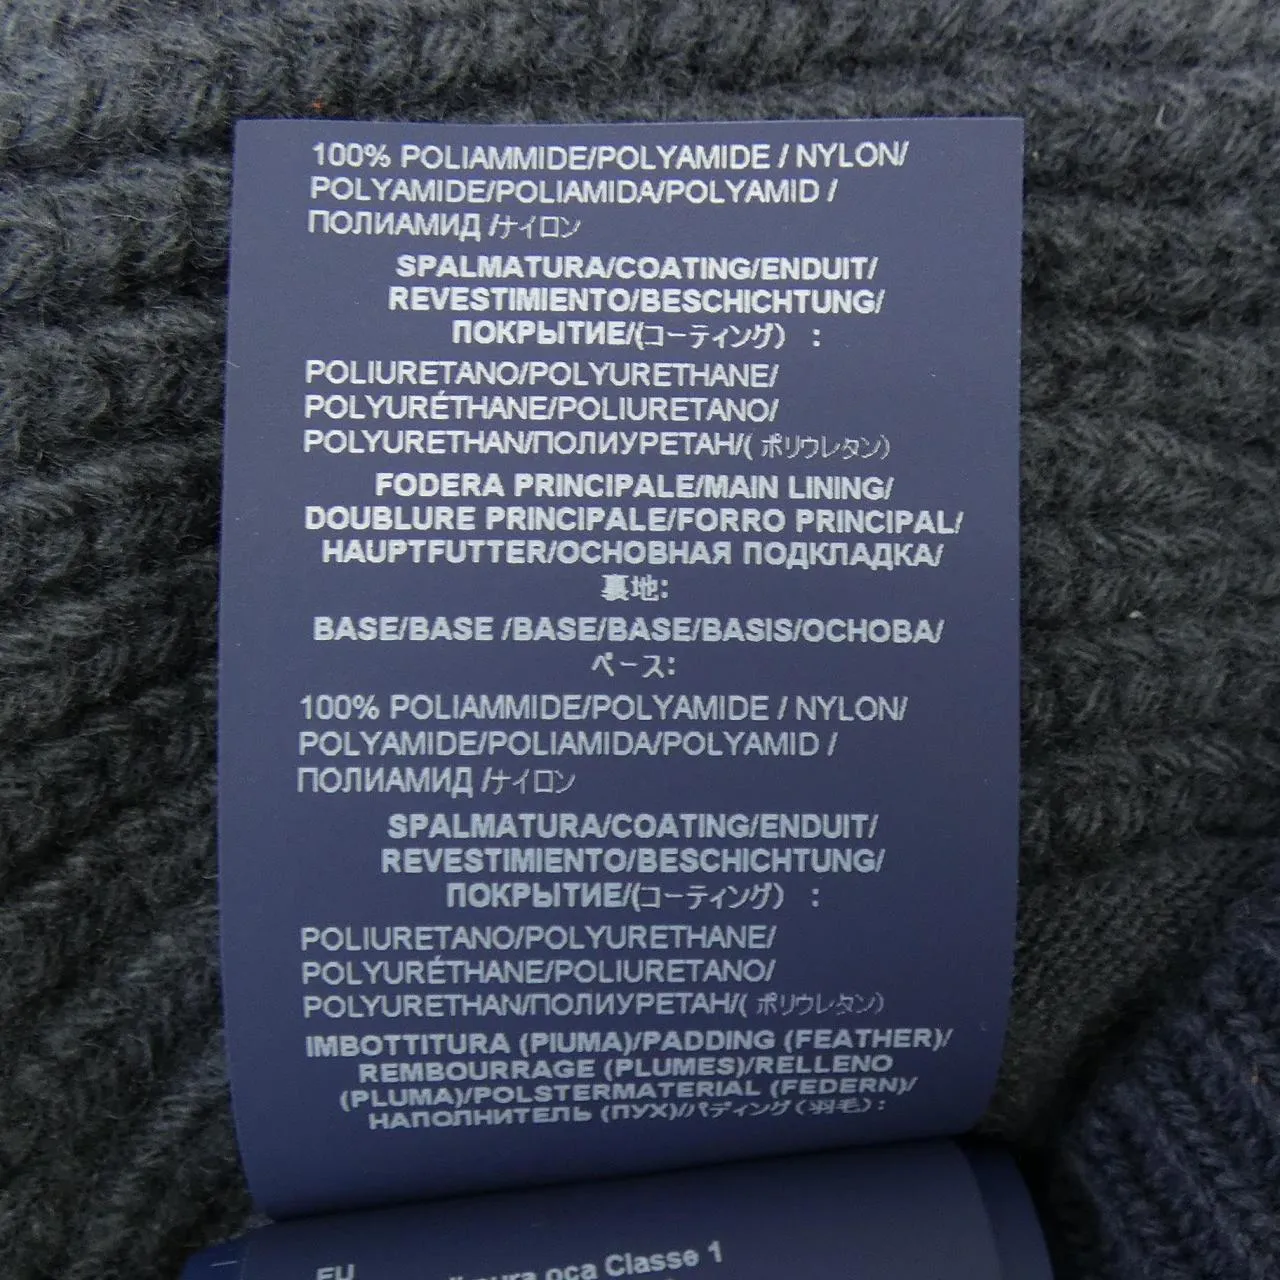 100% POLIAMMIDE/POLYAMIDE / NYLON/
POLYAMIDE/POLIAMIDA/POLYAMID /
ПОЛИАМИД /ナイロン
SPALMATURA/COATING/ENDUIT/
REVESTIMIENTO/BESCHICHTUNG/
ПОКРЫТИЕ/(コーティング) :
POLIURETANO/POLYURETHANE/
POLYURÉTHANE/POLIURETANO/
POLYURETHAN/ПОЛИУРЕТАН/( ポリウレタン)
FODERA PRINCIPALE/MAIN LINING/
DOUBLURE PRINCIPALE/FORRO PRINCIPAL/
HAUPTFUTTER/ОСНОВНАЯ ПОДКЛАДКА/
裏地:
BASE/BASE /BASE/BASE/BASIS/ОСНОВА/
ベース:
100% POLIAMMIDE/POLYAMIDE / NYLON/
POLYAMIDE/POLIAMIDA/POLYAMID /
ПОЛИАМИД /ナイロン
SPALMATURA/COATING/ENDUIT/
REVESTIMIENTO/BESCHICHTUNG/
ПОКРЫТИЕ/(コーティング) :
POLIURETANO/POLYURETHANE/
POLYURÉTHANE/POLIURETANO/
POLYURETHAN/ПОЛИУРЕТАН/( ポリウレタン)
IMBOTTITURA (PIUMA)/PADDING (FEATHER)/
REMBOURRAGE (PLUMES)/RELLENO
(PLUMA)/POLSTERMATERIAL (FEDERN)/
НАПОЛНИТЕЛЬ (ПУХ)/パディング(羽毛):
EU
oca Classe 1